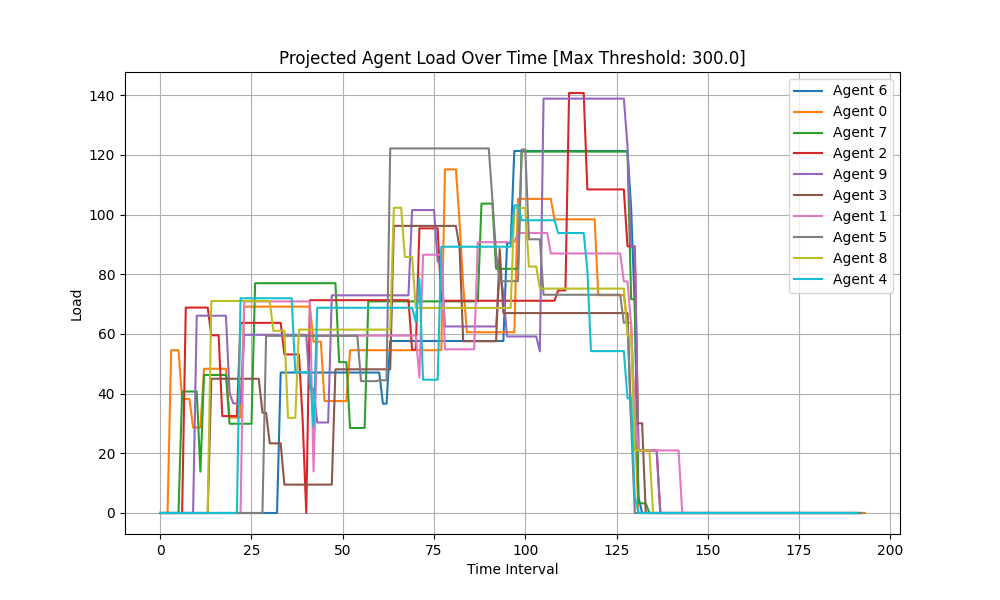 Projected Agent Load Over Time [Max Threshold: 300.0]
Load
140
120
100
80
60
40
20
0
0 25 50 75 100 125 150 175 200
Time Interval
Agent 6
Agent 0
Agent 7
Agent 2
Agent 9
Agent 3
Agent 1
Agent 5
Agent 8
Agent 4